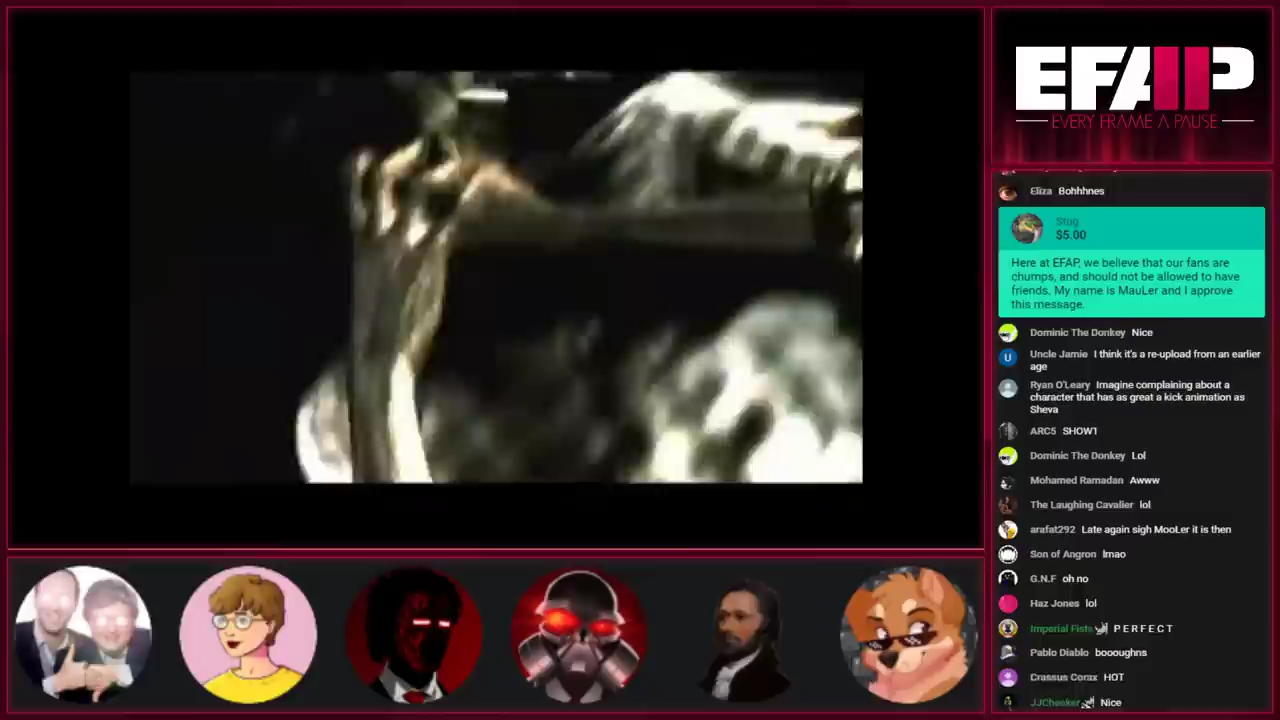 EFAP
EVERY FRAME A PAUSE
Eliza Bohhhnes
Stug
$5.00
Here at EFAP, we believe that our fans are
chumps, and should not be allowed to have
friends. My name is MauLer and I approve
this message.
Dominic The Donkey Nice
U Uncle Jamie I think it's a re-upload from an earlier
age
Ryan O'Leary Imagine complaining about a
character that has as great a kick animation as
Sheva
ARC5 SHOW1
Dominic The Donkey Lol
Mohamed Ramadan Awww
The Laughing Cavalier lol
arafat292 Late again sigh MooLer it is then
Son of Angron lmao
G.N.F oh no
Haz Jones lol
Imperial Fists P E R F E C T
Pablo Diablo boooughns
Crassus Corax HOT
JJCheeker Nice